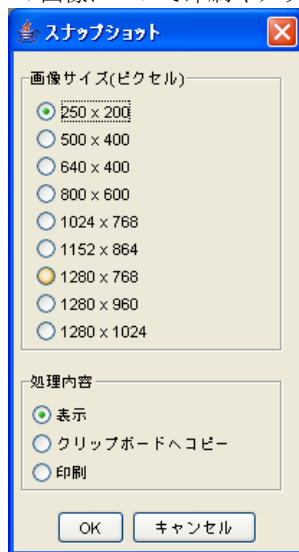 スナップショット
画像サイズ(ピクセル)
250 x 200
500 x 400
640 x 400
800 x 600
1024 x 768
1152 x 864
1280 x 768
1280 x 960
1280 x 1024
処理内容
表示
クリップボードへコピー
印刷
OK
キャンセル